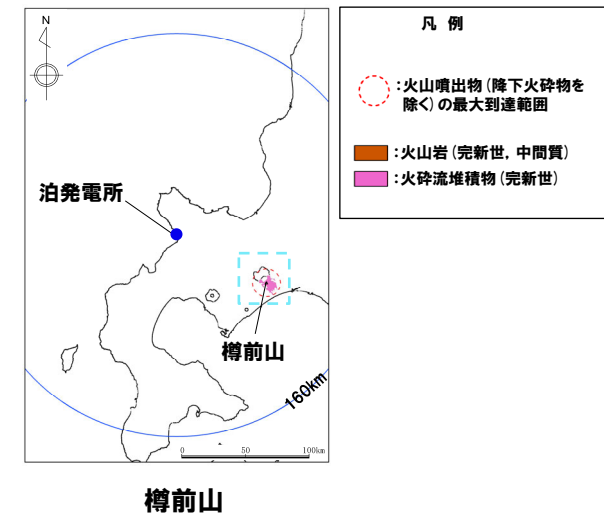 N
泊発電所
樽前山
160km
0 50 100km
凡 例
:火山噴出物(降下火砕物を
除く)の最大到達範囲
:火山岩(完新世, 中間質)
:火砕流堆積物(完新世)
樽前山